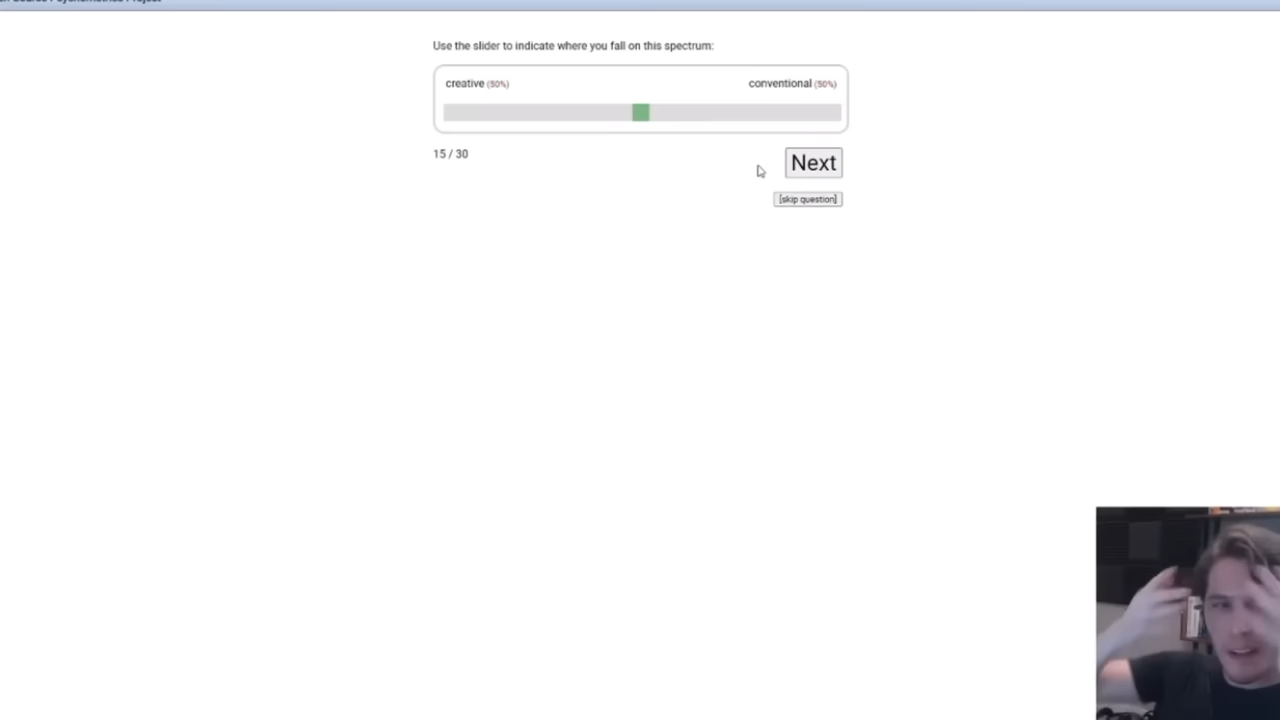 Use the slider to indicate where you fall on this spectrum:
creative (50%) conventional (50%)
15 / 30
Next
[skip question]